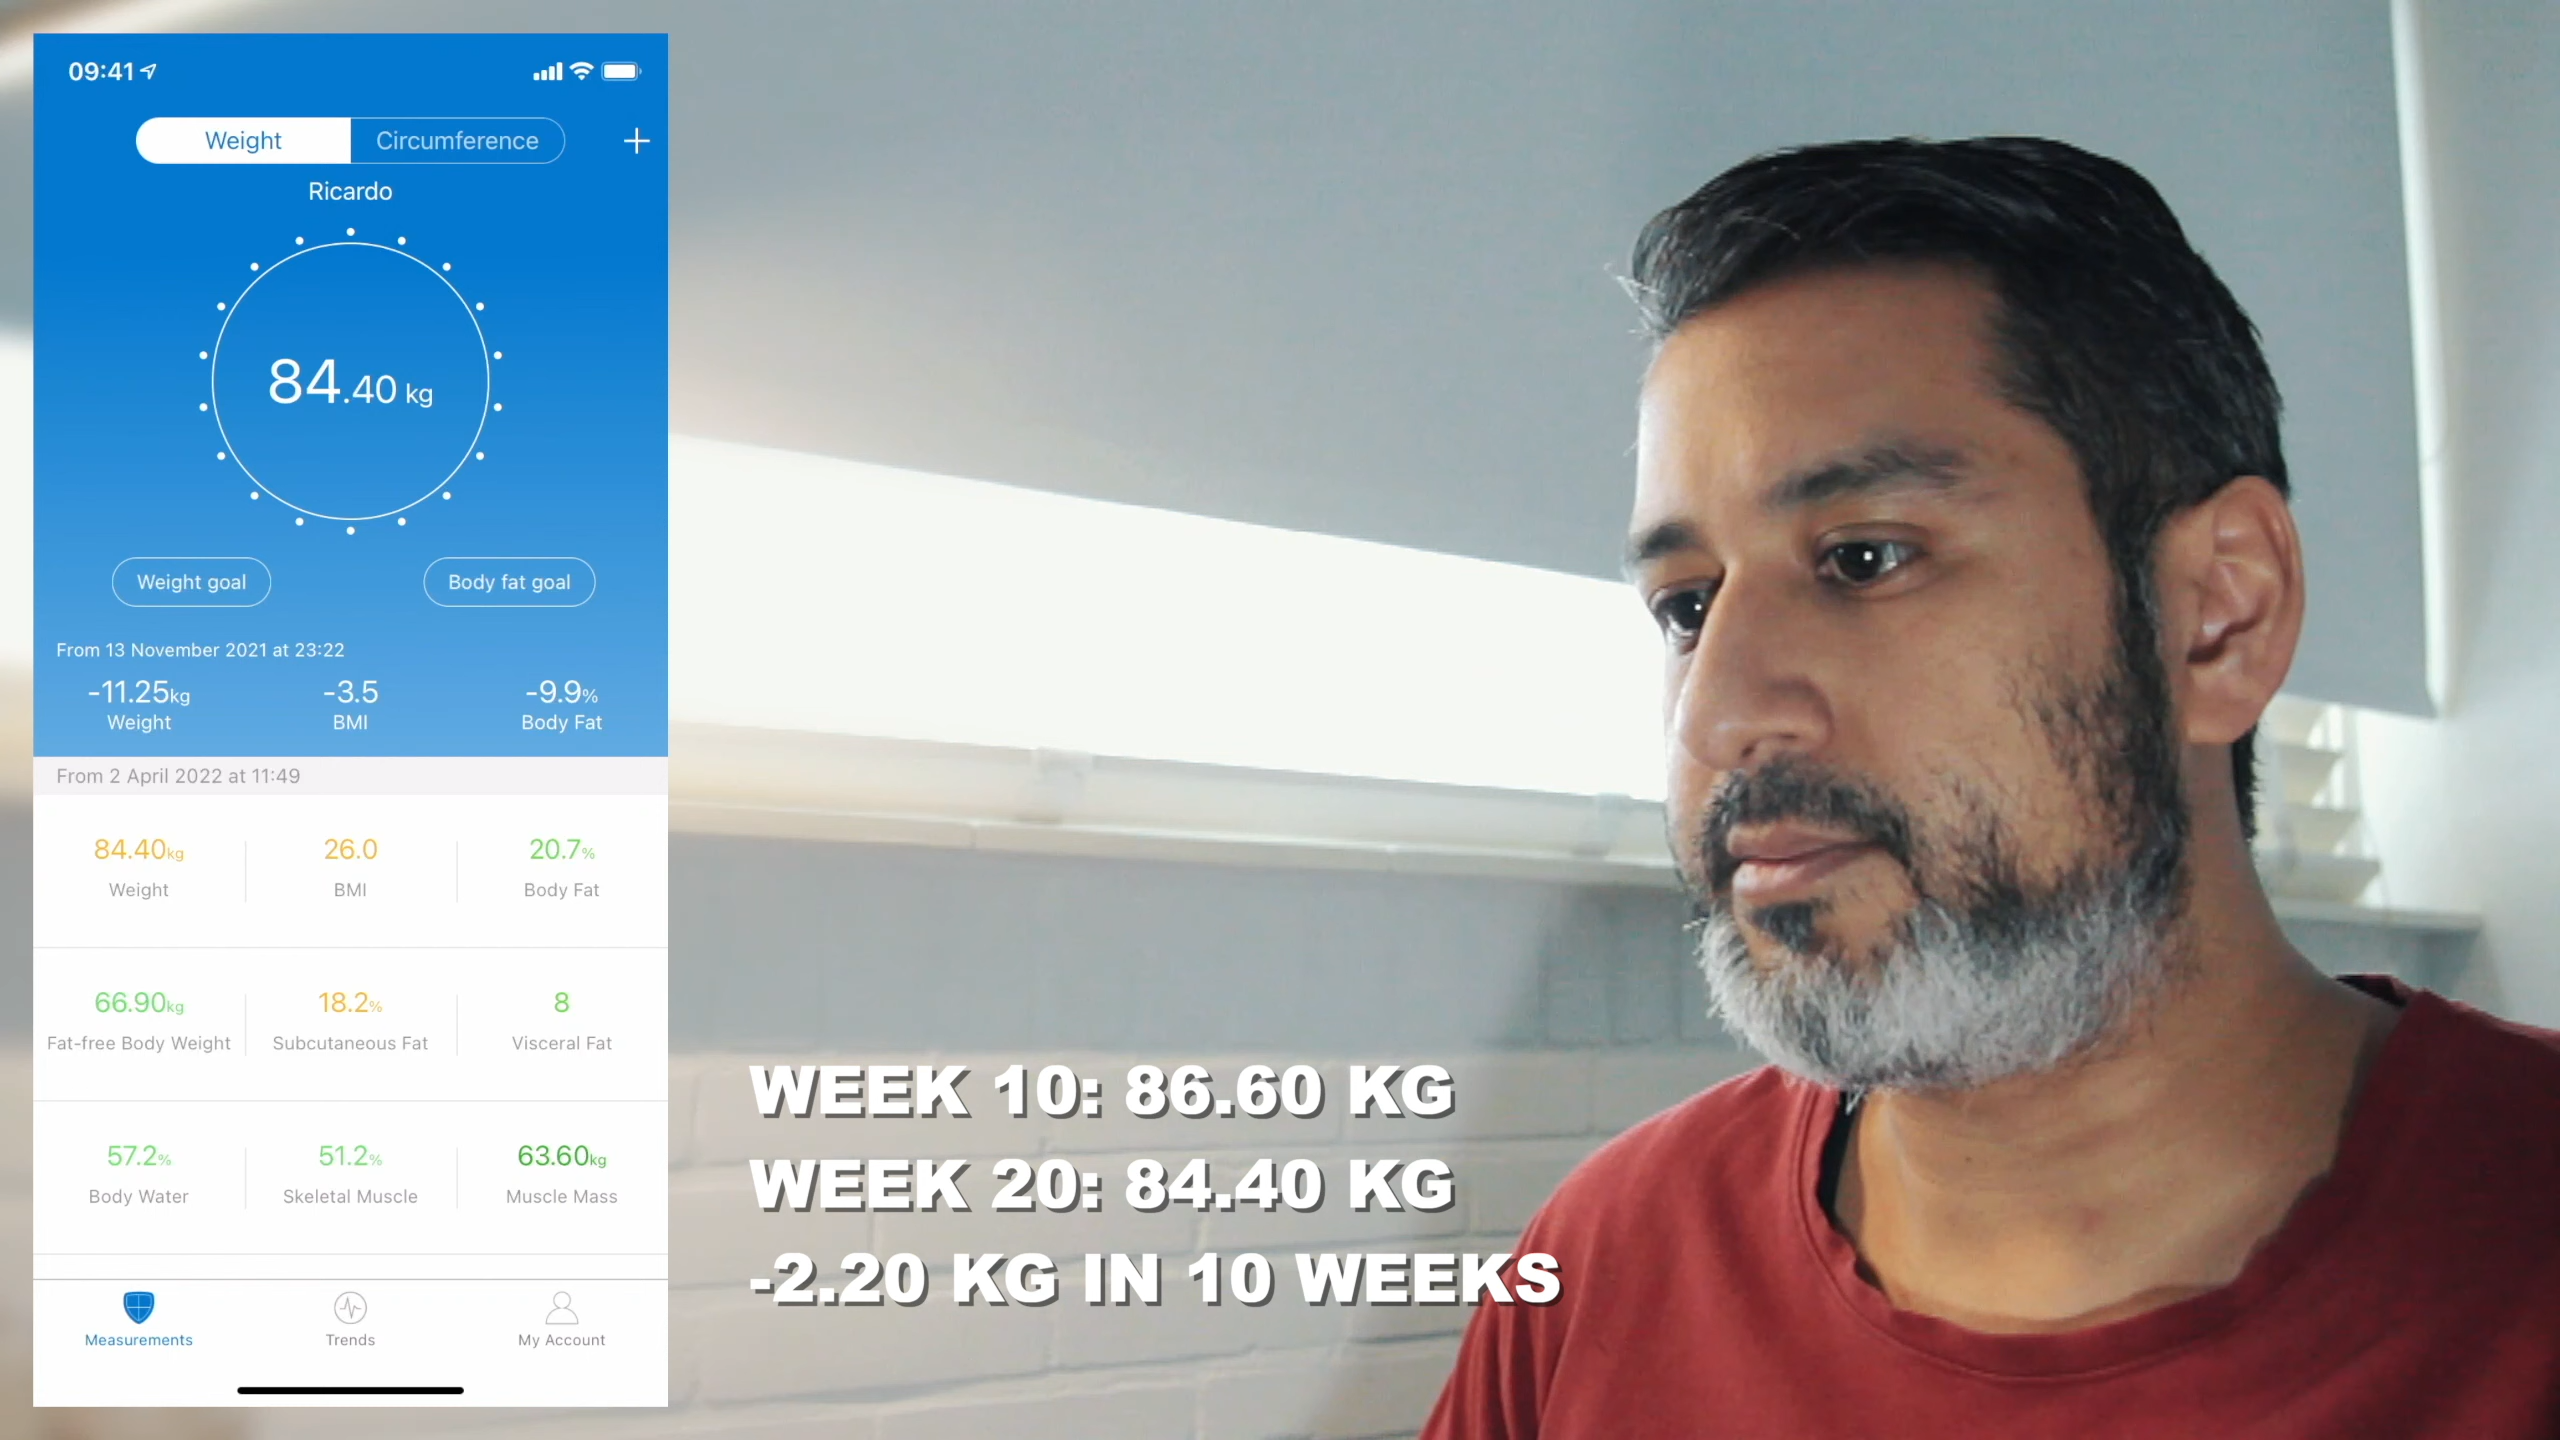 09:41
Weight Circumference
Ricardo
84.40 kg
Weight goal Body fat goal
From 13 November 2021 at 23:22
-11.25kg -3.5 -9.9%
Weight BMI Body Fat
From 2 April 2022 at 11:49
84.40kg 26.0 20.7%
Weight BMI Body Fat
66.90kg 18.2% 8
Fat-free Body Weight Subcutaneous Fat Visceral Fat
57.2% 51.2% 63.60kg
Body Water Skeletal Muscle Muscle Mass
Measurements Trends My Account
WEEK 10: 86.60 KG
WEEK 20: 84.40 KG
-2.20 KG IN 10 WEEKS